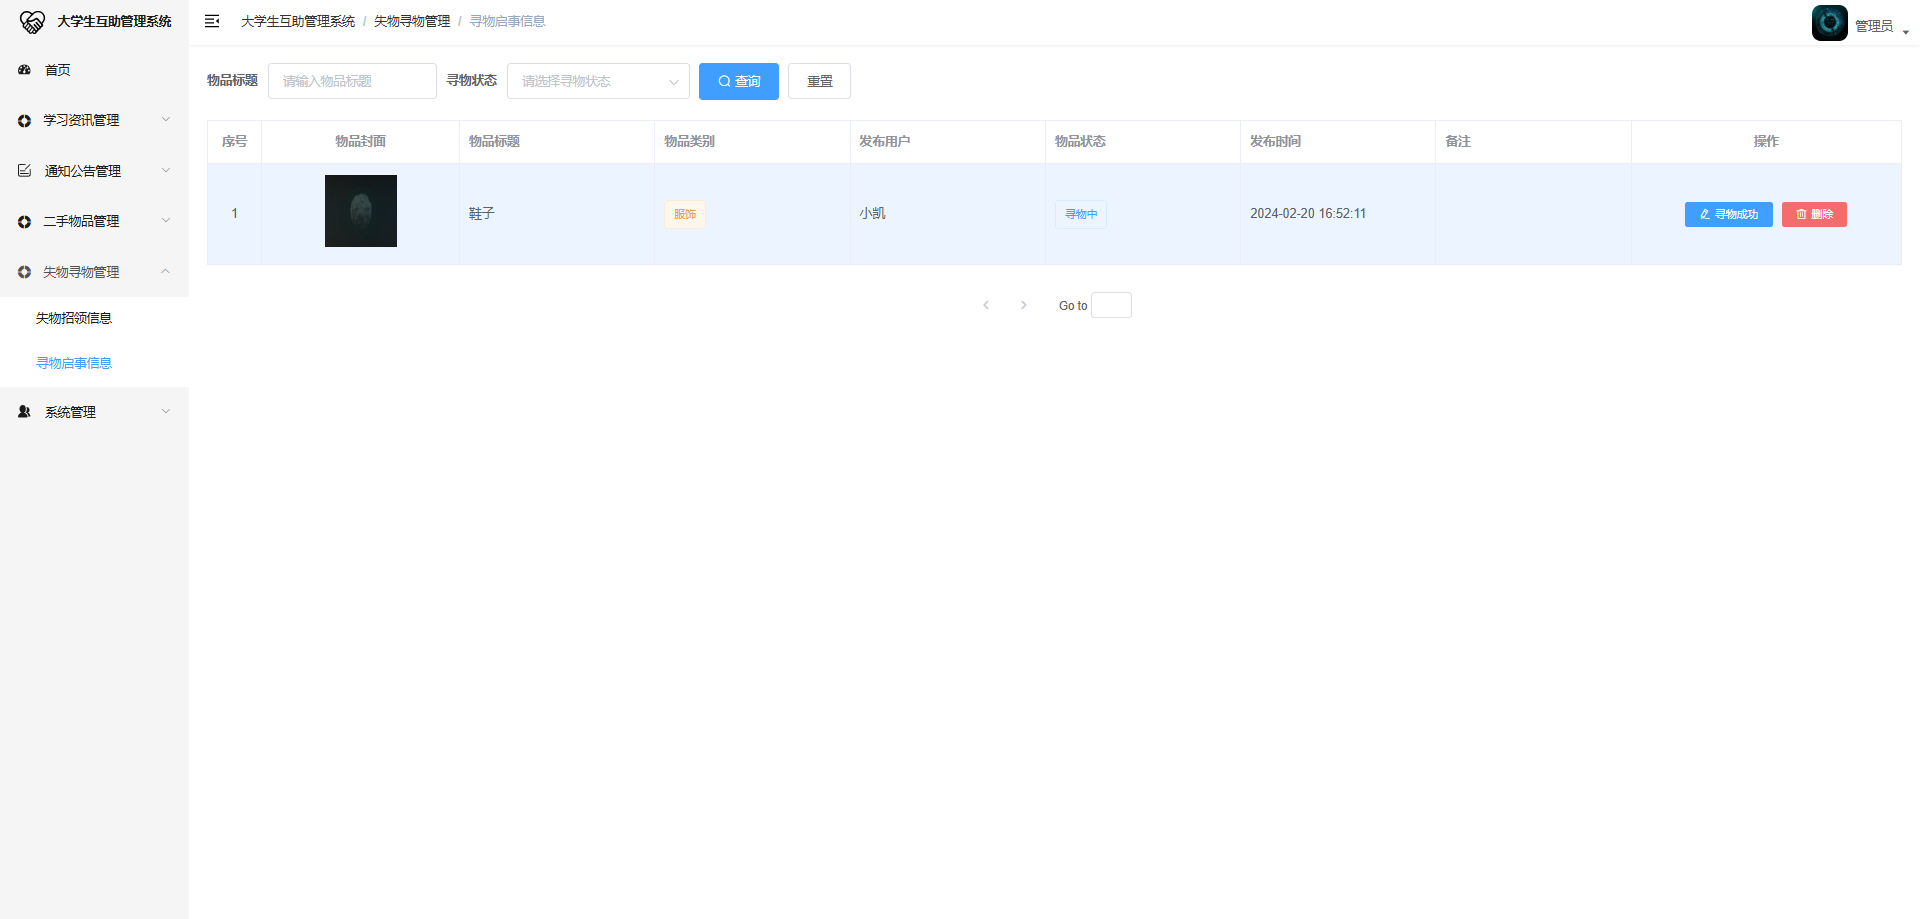 大学生互助管理系统
首页
学习资讯管理
通知公告管理
二手物品管理
失物寻物管理
失物招领信息
寻物启事信息
系统管理
大学生互助管理系统 / 失物寻物管理 / 寻物启事信息
管理员
物品标题 请输入物品标题 寻物状态 请选择寻物状态 查询 重置
序号 物品封面 物品标题 物品类别 发布用户 物品状态 发布时间 备注 操作
1 鞋子 服饰 小凯 寻物中 2024-02-20 16:52:11 寻物成功 删除
Go to